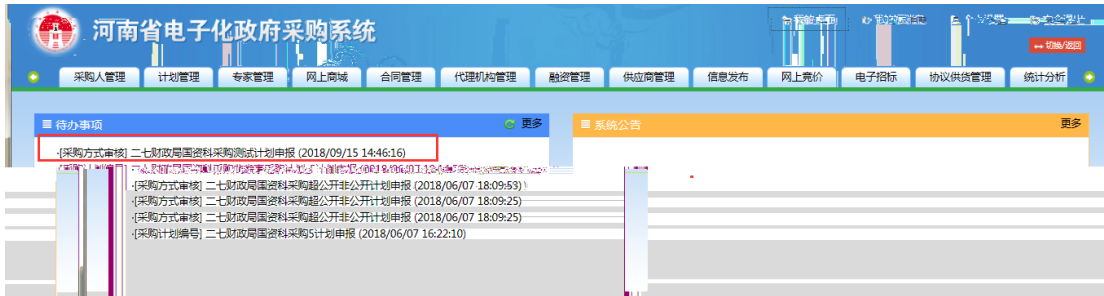 河南省电子化政府采购系统
切换/返回
采购人管理 计划管理 专家管理 网上商城 合同管理 代理机构管理 融资管理 供应商管理 信息发布 网上竞价 电子招标 协议供货管理 统计分析
待办事项 更多
系统公告 更多
·[采购方式审核] 二七财政局国资科采购测试计划申报 (2018/09/15 14:46:16)
·[采购方式审核] 二七财政局国资科采购超公开非公开计划申报 (2018/06/07 18:09:53)
·[采购方式审核] 二七财政局国资科采购超公开非公开计划申报 (2018/06/07 18:09:25)
·[采购方式审核] 二七财政局国资科采购超公开非公开计划申报 (2018/06/07 18:09:25)
·[采购计划编号] 二七财政局国资科采购5计划申报 (2018/06/07 16:22:10)